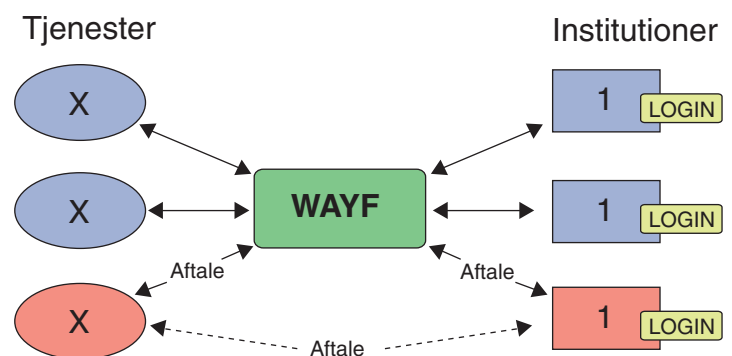 Tjenester
Institutioner
X
1
LOGIN
X
WAYF
1
LOGIN
Aftale
Aftale
X
1
LOGIN
Aftale